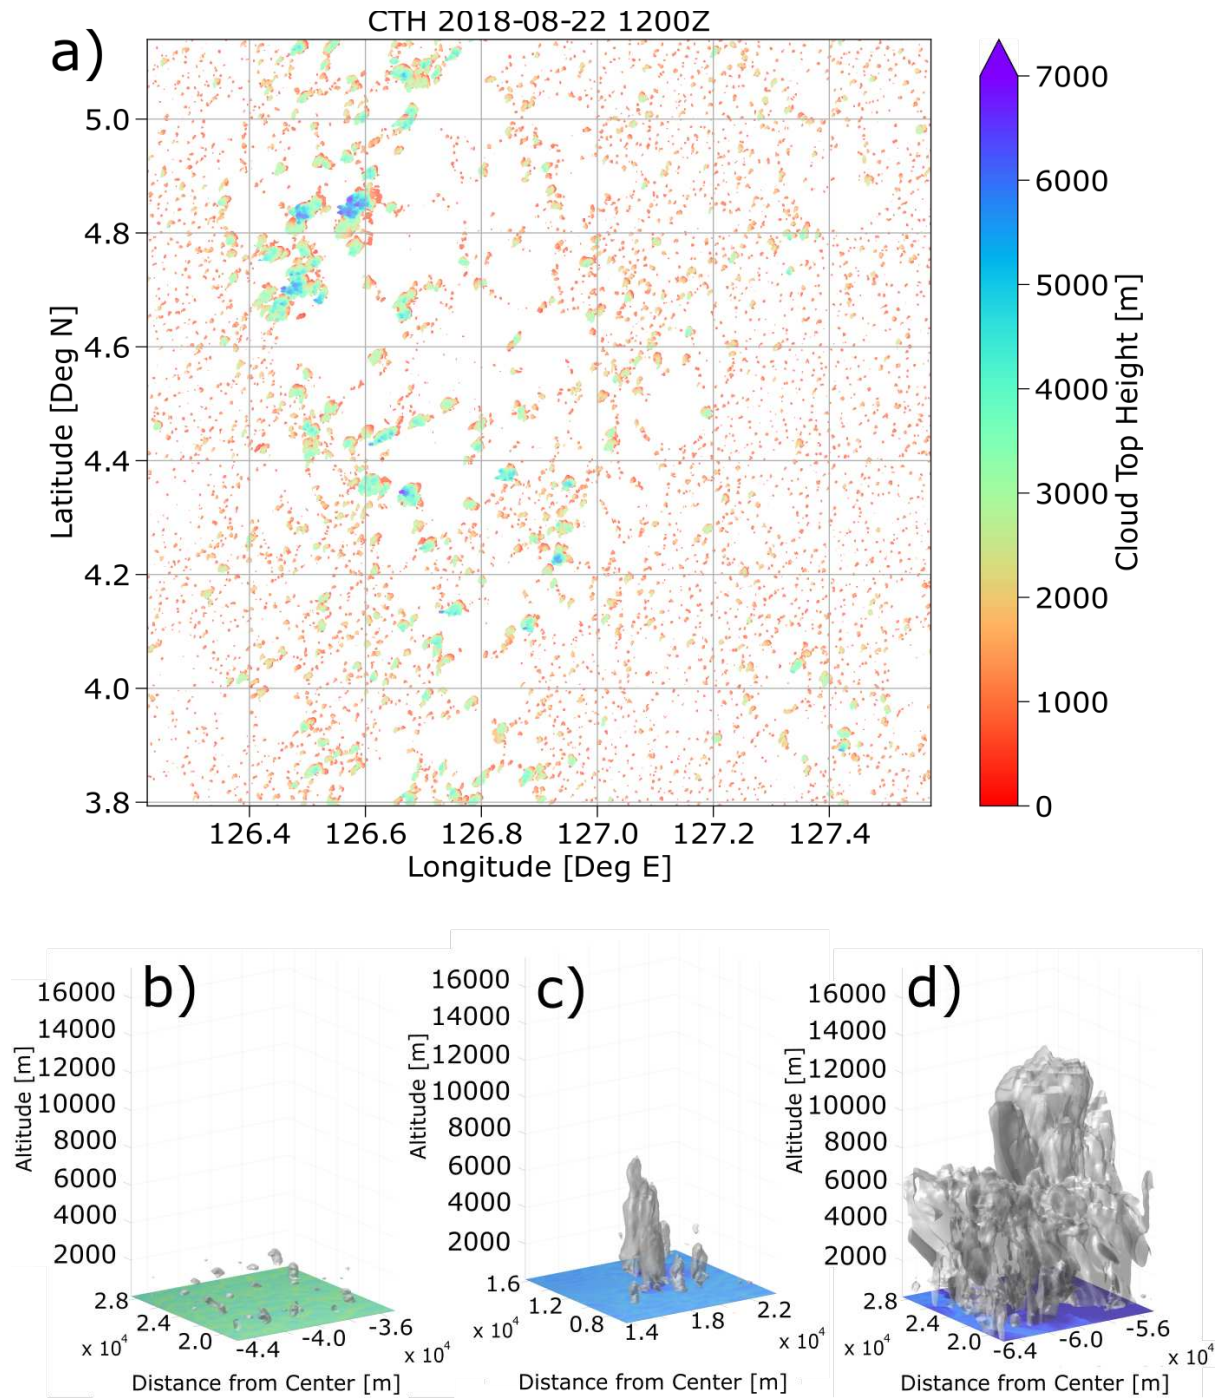 CTH 2018-08-22 1200Z
a)
5.0
4.8
4.6
4.4
4.2
4.0
3.8
Latitude [Deg N]
126.4 126.6 126.8 127.0 127.2 127.4
Longitude [Deg E]
7000
6000
5000
4000
3000
2000
1000
0
Cloud Top Height [m]
b)
16000
14000
12000
10000
8000
6000
4000
2000
Altitude [m]
2.8 2.4 2.0
x 10⁴
-4.4 -4.0 -3.6
x 10⁴
Distance from Center [m]
c)
16000
14000
12000
10000
8000
6000
4000
2000
Altitude [m]
1.6 1.2 0.8
x 10⁴
1.4 1.8 2.2
x 10⁴
Distance from Center [m]
d)
16000
14000
12000
10000
8000
6000
4000
2000
Altitude [m]
2.8 2.4 2.0
x 10⁴
-6.4 -6.0 -5.6
x 10⁴
Distance from Center [m]